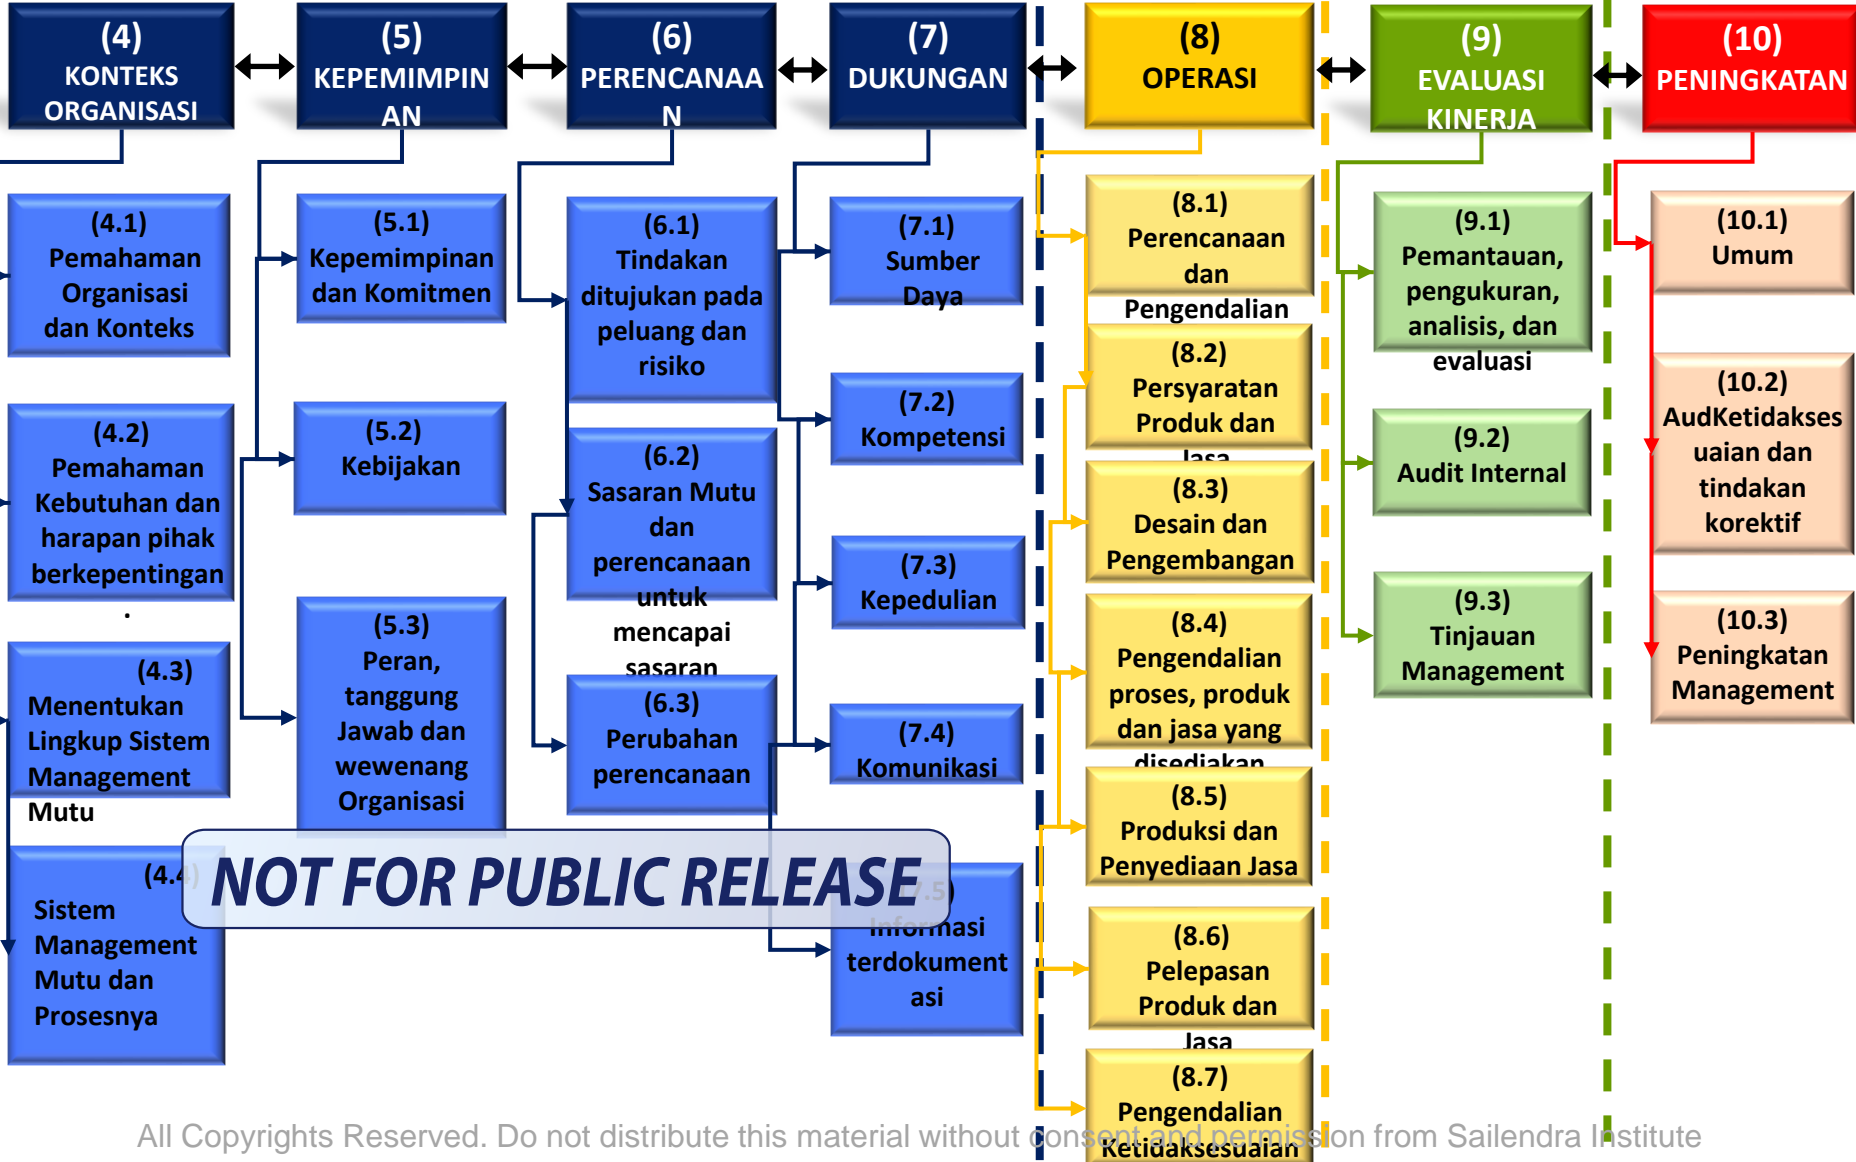 (4)
KONTEKS
ORGANISASI
(4.1)
Pemahaman
Organisasi
dan Konteks
(4.2)
Pemahaman
Kebutuhan dan
harapan pihak
berkepentingan
.
(4.3)
Menentukan
Lingkup Sistem
Management
Mutu
(4.4)
Sistem
Management
Mutu dan
Prosesnya
(5)
KEPEMIMPIN
AN
(5.1)
Kepemimpinan
dan Komitmen
(5.2)
Kebijakan
(5.3)
Peran,
tanggung
Jawab dan
wewenang
Organisasi
(6)
PERENCANAA
N
(6.1)
Tindakan
ditujukan pada
peluang dan
risiko
(6.2)
Sasaran Mutu
dan
perencanaan
untuk
mencapai
sasaran
(6.3)
Perubahan
perencanaan
(7)
DUKUNGAN
(7.1)
Sumber
Daya
(7.2)
Kompetensi
(7.3)
Kepedulian
(7.4)
Komunikasi
(7.5)
Informasi
terdokument
asi
(8)
OPERASI
(8.1)
Perencanaan
dan
Pengendalian
(8.2)
Persyaratan
Produk dan
Jasa
(8.3)
Desain dan
Pengembangan
(8.4)
Pengendalian
proses, produk
dan jasa yang
disediakan
(8.5)
Produksi dan
Penyediaan Jasa
(8.6)
Pelepasan
Produk dan
Jasa
(8.7)
Pengendalian
Ketidaksesuaian
(9)
EVALUASI
KINERJA
(9.1)
Pemantauan,
pengukuran,
analisis, dan
evaluasi
(9.2)
Audit Internal
(9.3)
Tinjauan
Management
(10)
PENINGKATAN
(10.1)
Umum
(10.2)
AudKetidakses
uaian dan
tindakan
korektif
(10.3)
Peningkatan
Management
NOT FOR PUBLIC RELEASE
All Copyrights Reserved. Do not distribute this material without consent and permission from Sailendra Institute